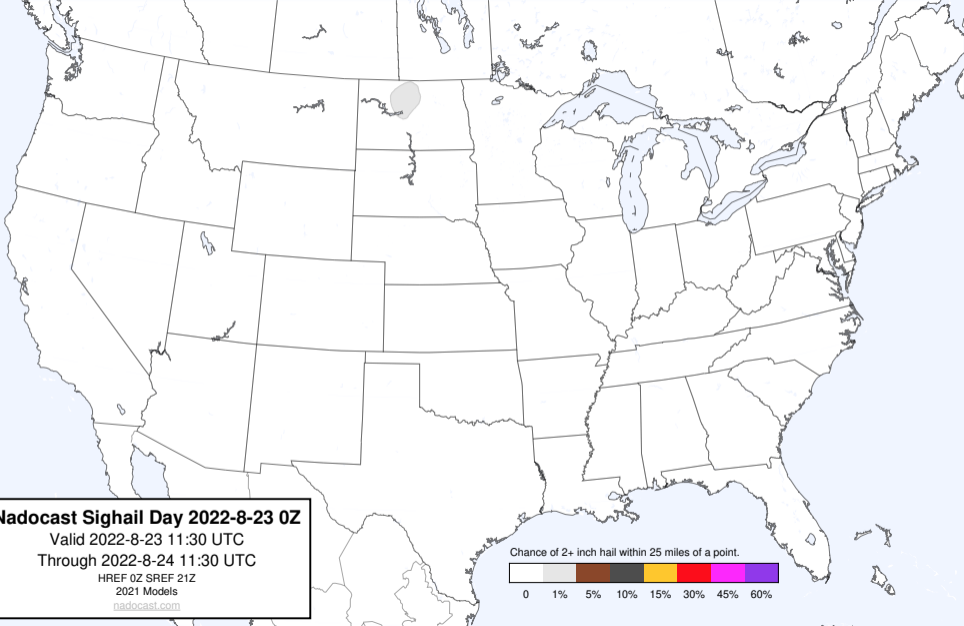 Nadocast Sighail Day 2022-8-23 0Z
Valid 2022-8-23 11:30 UTC
Through 2022-8-24 11:30 UTC
HREF 0Z SREF 21Z
2021 Models
nadocast.com
Chance of 2+ inch hail within 25 miles of a point.
0 1% 5% 10% 15% 30% 45% 60%